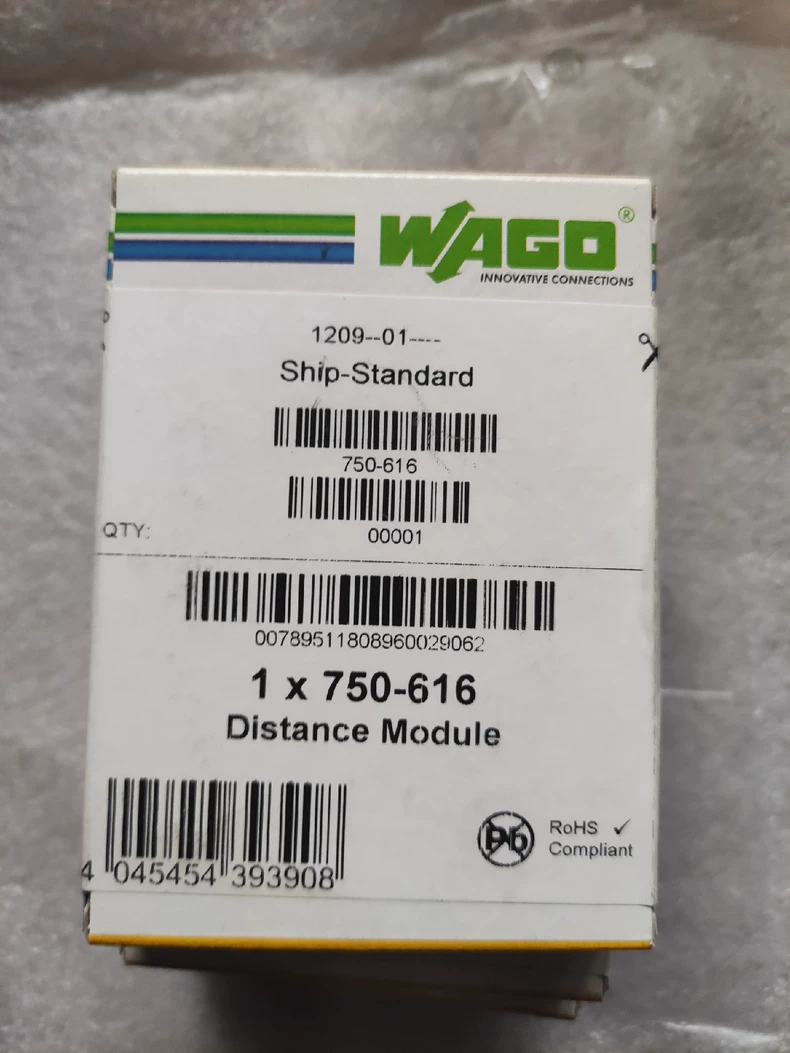 WAGO®
INNOVATIVE CONNECTIONS
1209--01----
Ship-Standard
750-616
QTY:
00001
00789511808960029062
1 x 750-616
Distance Module
4 045454 393908
Pb
RoHS ✓
Compliant